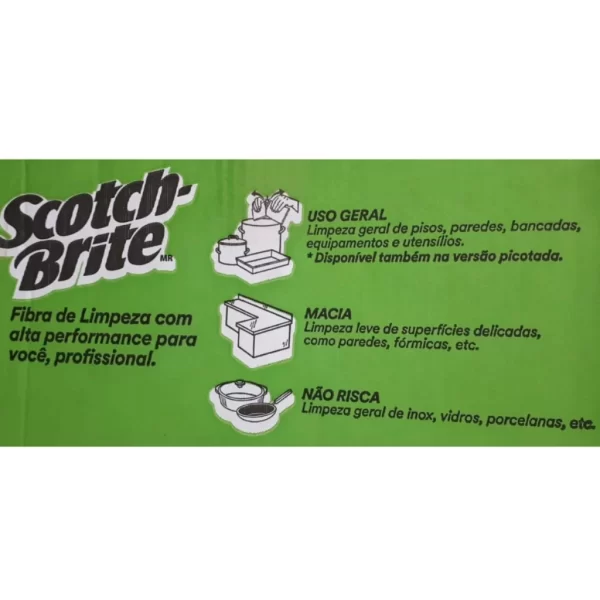 Scotch-
Brite MR
Fibra de Limpeza com
alta performance para
você, profissional.
USO GERAL
Limpeza geral de pisos, paredes, bancadas,
equipamentos e utensílios.
* Disponível também na versão picotada.
MACIA
Limpeza leve de superfícies delicadas,
como paredes, fórmicas, etc.
NÃO RISCA
Limpeza geral de inox, vidros, porcelanas, etc.